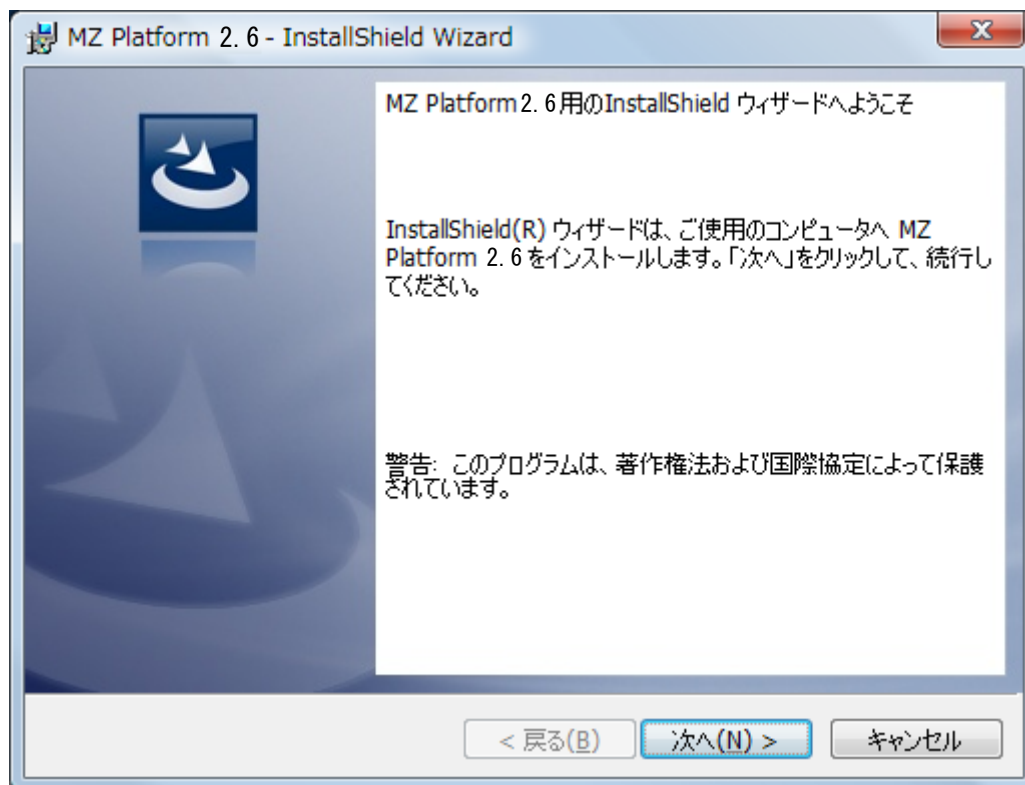 MZ Platform 2.6 - InstallShield Wizard
MZ Platform 2.6用のInstallShield ウィザードへようこそ
InstallShield(R) ウィザードは、ご使用のコンピュータへ MZ
Platform 2.6 をインストールします。「次へ」をクリックして、続行し
てください。
警告: このプログラムは、著作権法および国際協定によって保護
されています。
< 戻る(B)
次へ(N) >
キャンセル